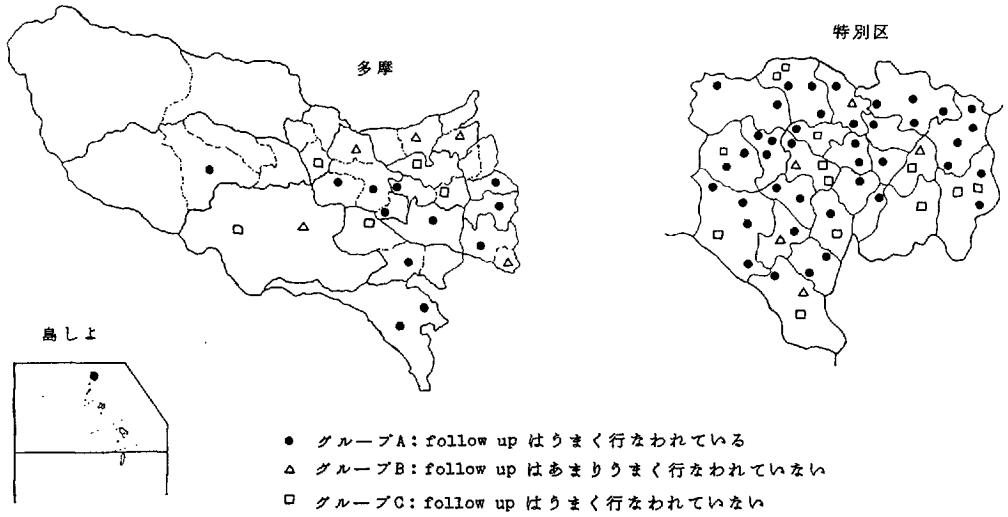 特別区
多摩
島しよ
● グループA：follow up はうまく行なわれている
△ グループB：follow up はあまりうまく行なわれていない
□ グループC：follow up はうまく行なわれていない